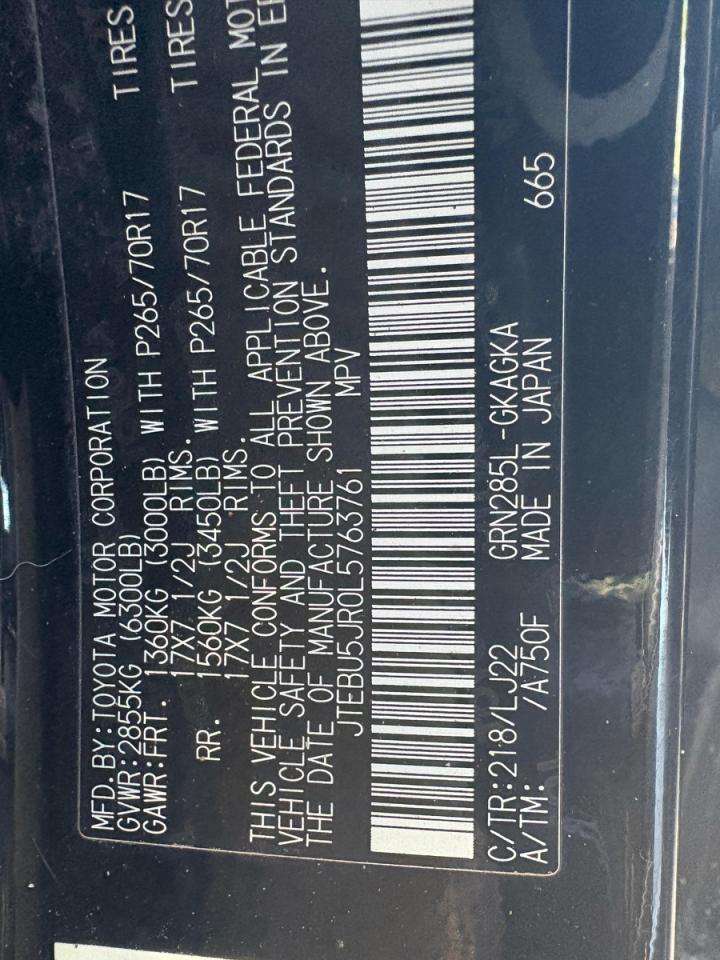 MFD.BY:TOYOTA MOTOR CORPORATION
GVWR:2855KG (6300LB)
GAWR:FRT. 1360KG (3000LB) WITH P265/70R17 TIRES
17X7 1/2J RIMS.
RR. 1560KG (3450LB) WITH P265/70R17 TIRES
17X7 1/2J RIMS.
THIS VEHICLE CONFORMS TO ALL APPLICABLE FEDERAL MOT
VEHICLE SAFETY AND THEFT PREVENTION STANDARDS IN
THE DATE OF MANUFACTURE SHOWN ABOVE.
JTEBU5JR0L5763761 MPV
C/TR:218/LJ22 GRN285L-GKAGKA
A/TM: /A750F MADE IN JAPAN 665